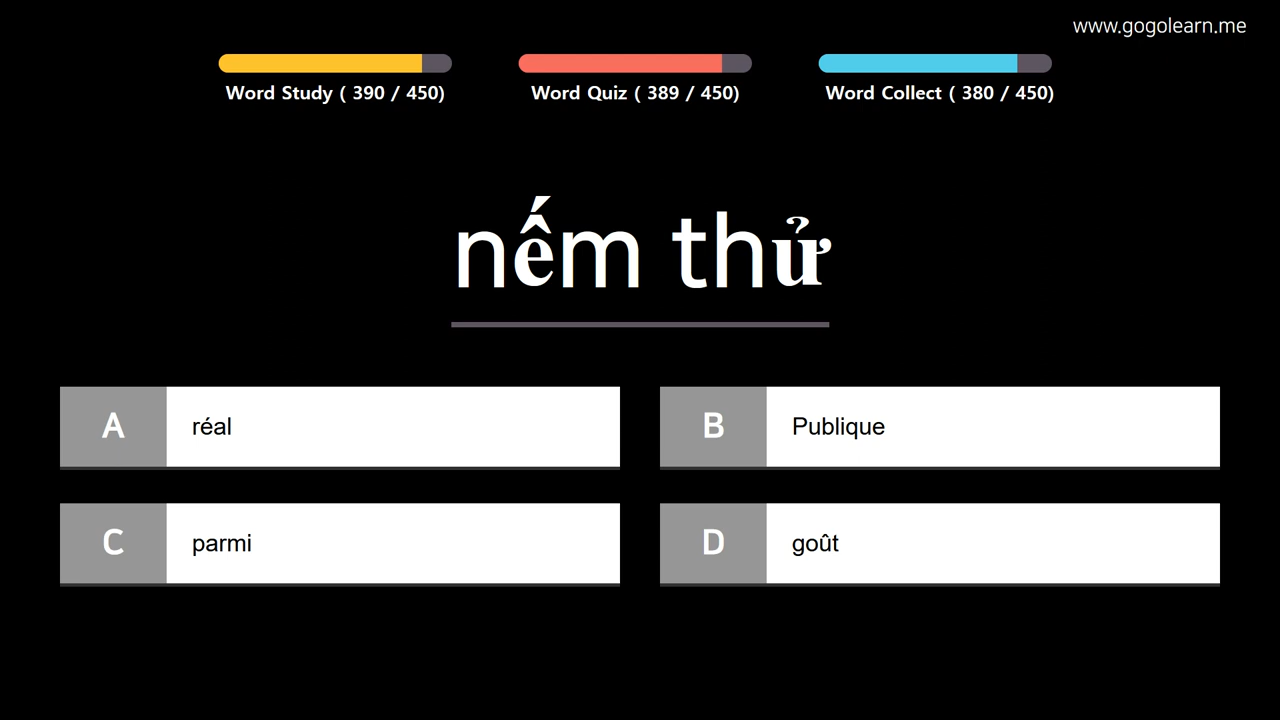 www.gogolearn.me
Word Study ( 390 / 450)
Word Quiz ( 389 / 450)
Word Collect ( 380 / 450)
nếm thử
A réal
B Publique
C parmi
D goût